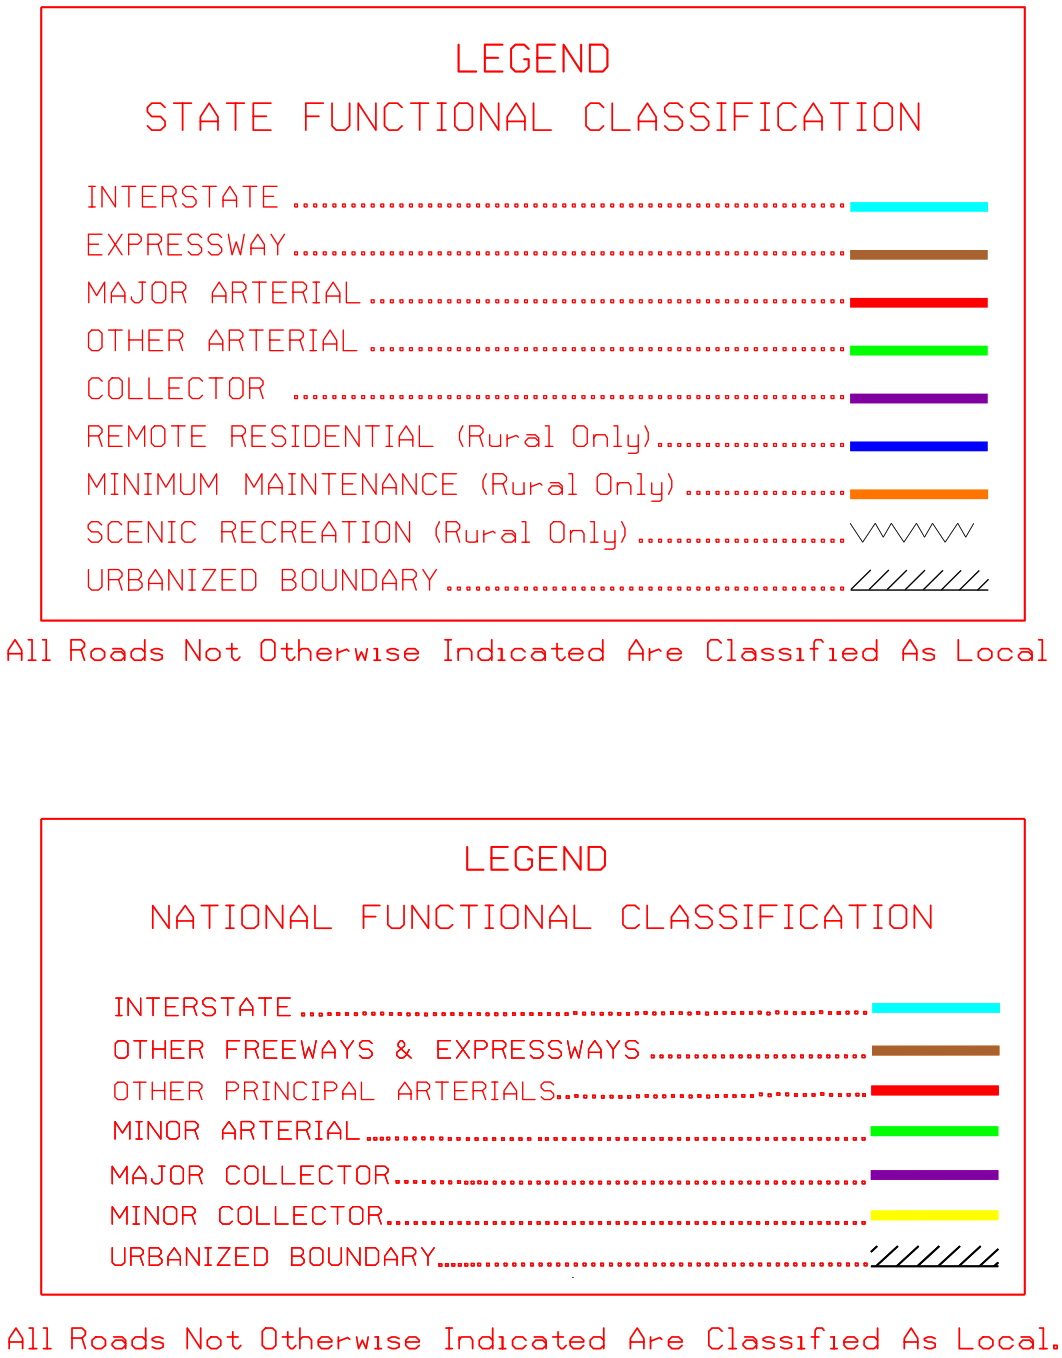 LEGEND
STATE FUNCTIONAL CLASSIFICATION
INTERSTATE
EXPRESSWAY
MAJOR ARTERIAL
OTHER ARTERIAL
COLLECTOR
REMOTE RESIDENTIAL (Rural Only)
MINIMUM MAINTENANCE (Rural Only)
SCENIC RECREATION (Rural Only)
URBANIZED BOUNDARY
All Roads Not Otherwise Indicated Are Classified As Local
LEGEND
NATIONAL FUNCTIONAL CLASSIFICATION
INTERSTATE
OTHER FREEWAYS & EXPRESSWAYS
OTHER PRINCIPAL ARTERIALS
MINOR ARTERIAL
MAJOR COLLECTOR
MINOR COLLECTOR
URBANIZED BOUNDARY
All Roads Not Otherwise Indicated Are Classified As Local.